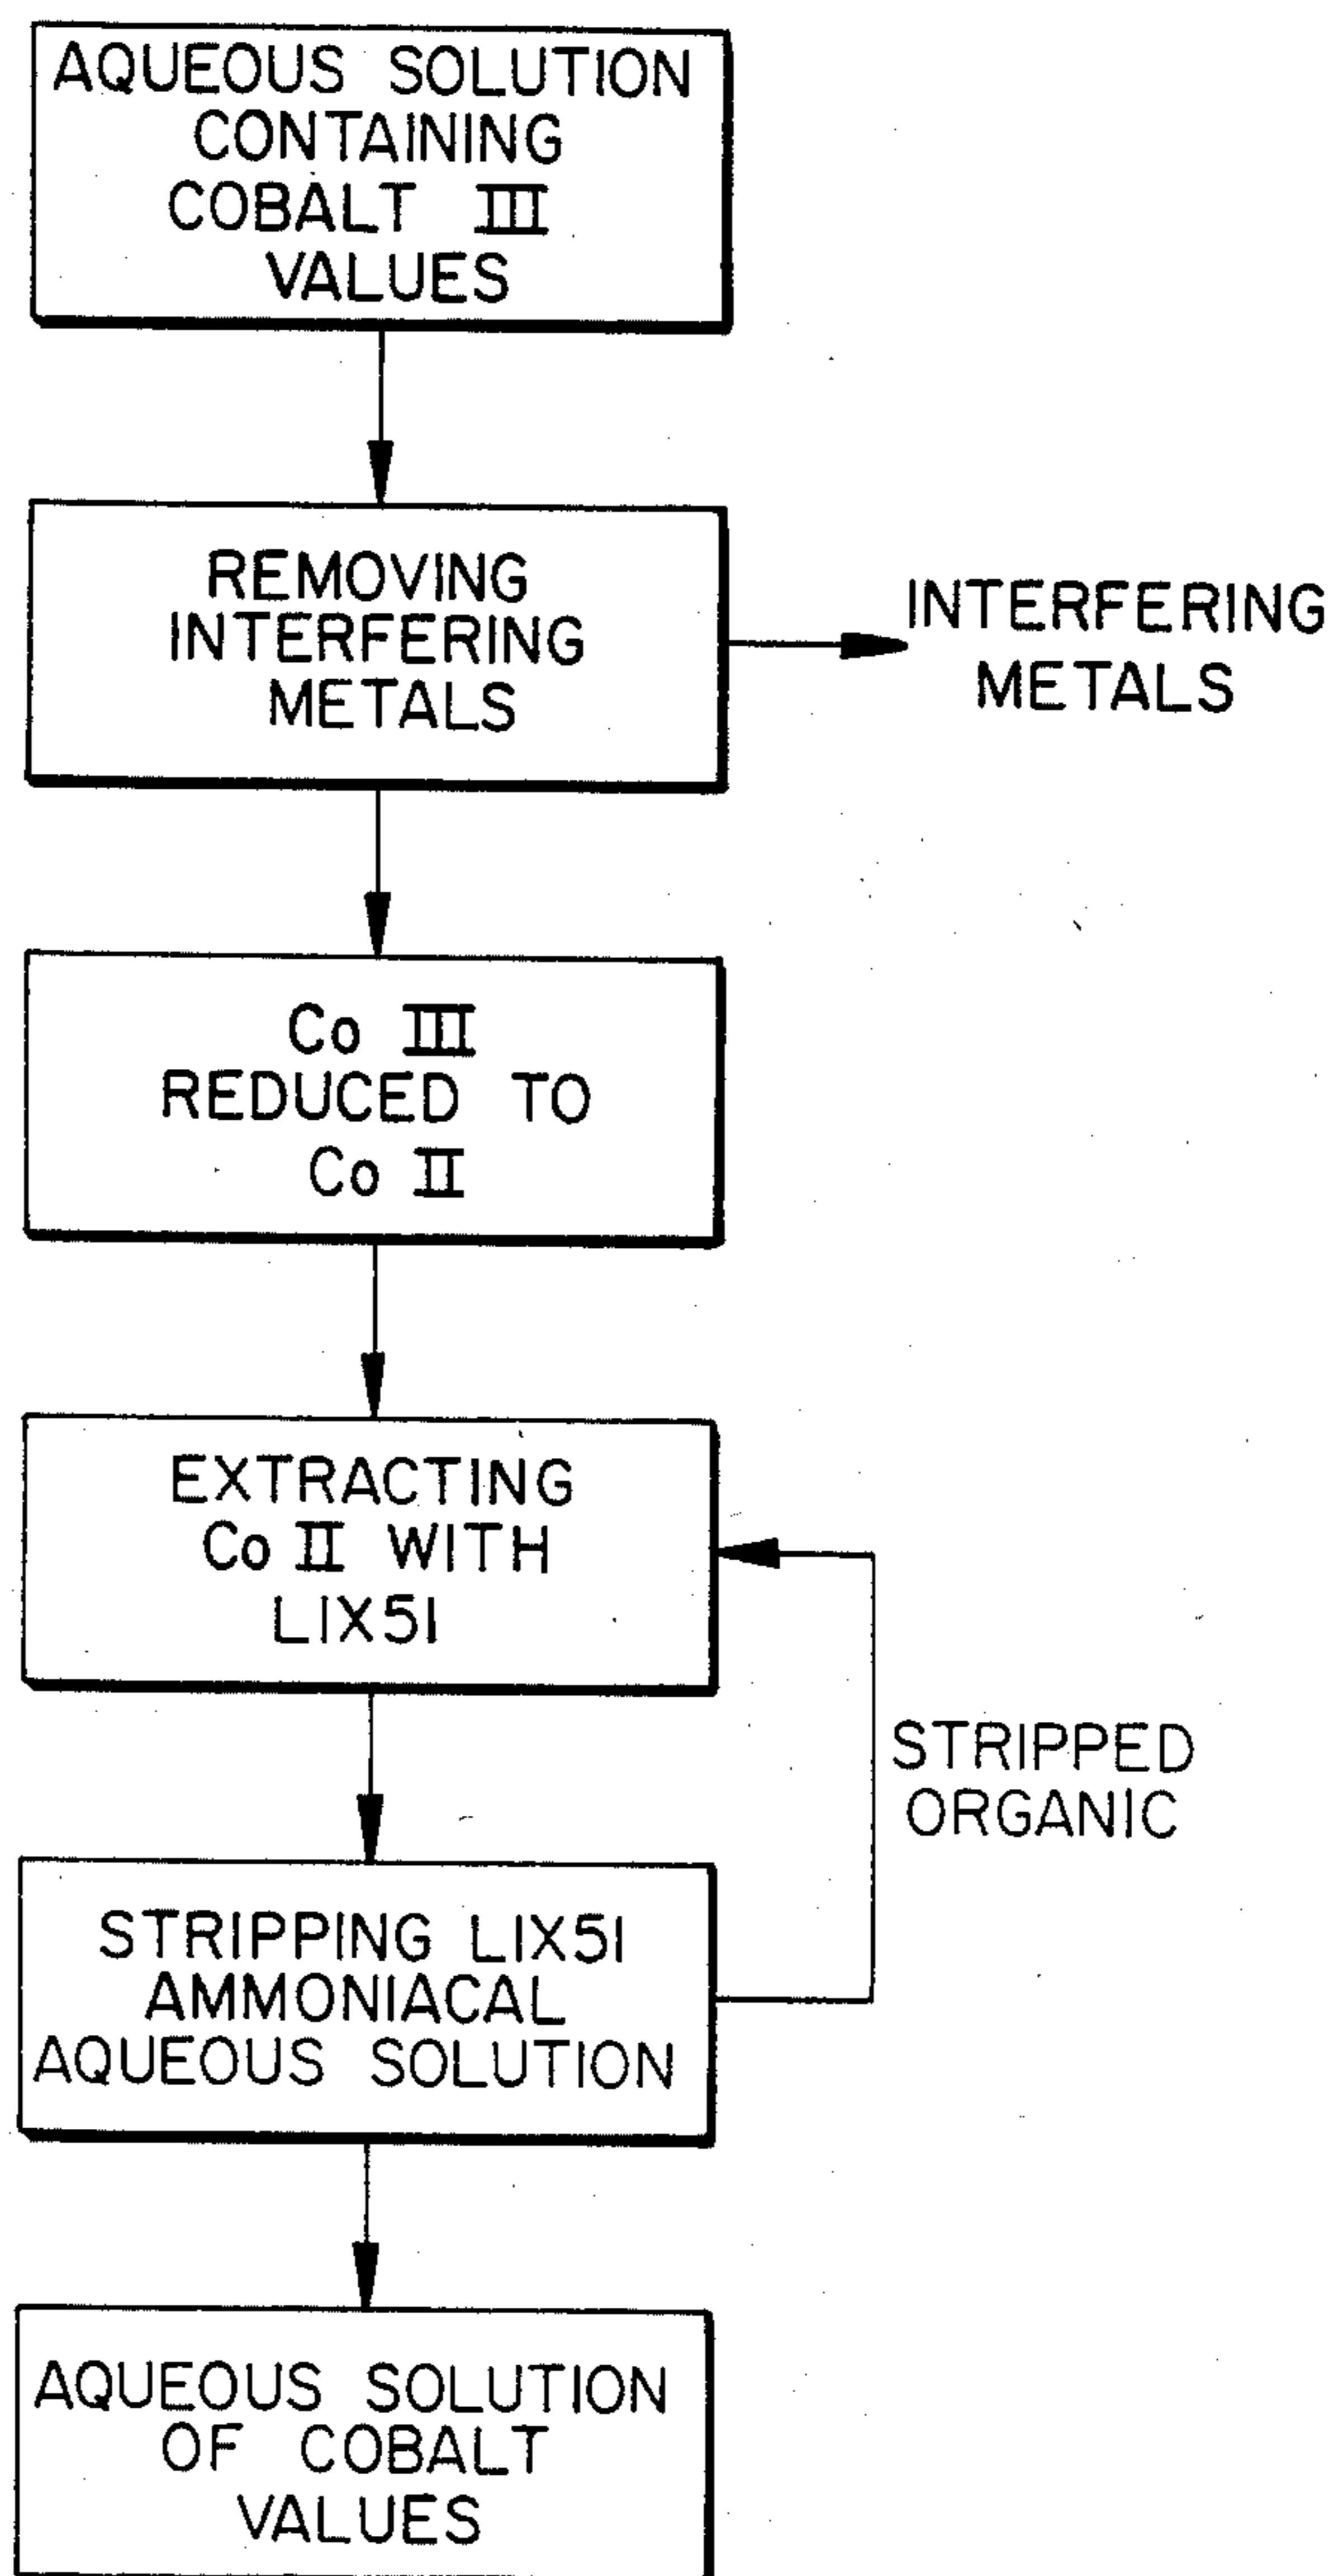 AQUEOUS SOLUTION
CONTAINING
COBALT III
VALUES
REMOVING
INTERFERING
METALS
INTERFERING
METALS
Co III
REDUCED TO
Co II
EXTRACTING
Co II WITH
LIX51
STRIPPED
ORGANIC
STRIPPING LIX51
AMMONIACAL
AQUEOUS SOLUTION
AQUEOUS SOLUTION
OF COBALT
VALUES